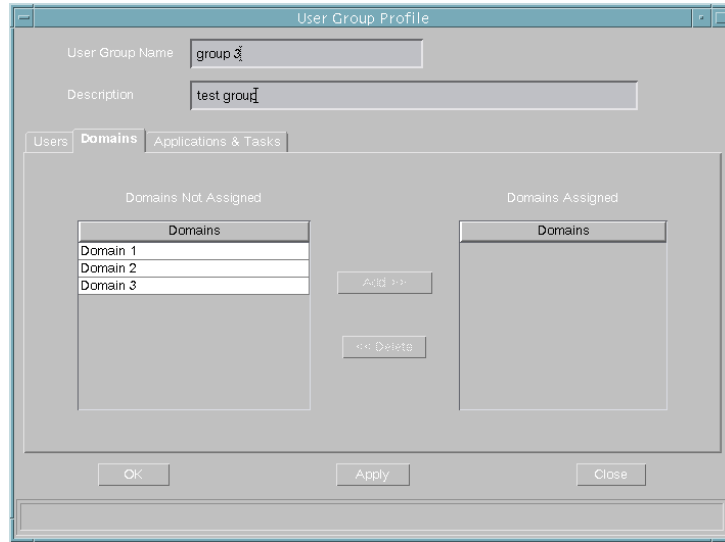 User Group Profile
User Group Name group 3
Description test group
Users Domains Applications & Tasks
Domains Not Assigned Domains Assigned
Domains Domains
Domain 1
Domain 2
Domain 3
Add >>
<< Delete
OK Apply Close